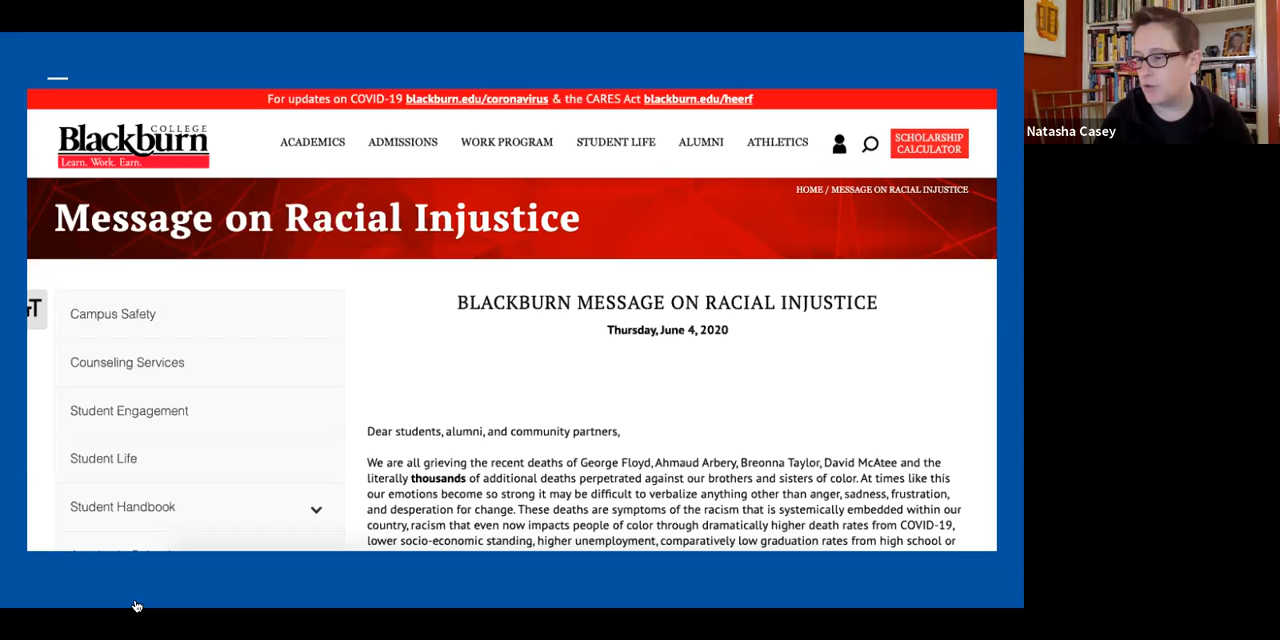 For updates on COVID-19 blackburn.edu/coronavirus & the CARES Act blackburn.edu/heerf
Blackburn
COLLEGE
Learn. Work. Earn.
ACADEMICS ADMISSIONS WORK PROGRAM STUDENT LIFE ALUMNI ATHLETICS
SCHOLARSHIP
CALCULATOR
HOME / MESSAGE ON RACIAL INJUSTICE
Message on Racial Injustice
Campus Safety
Counseling Services
Student Engagement
Student Life
Student Handbook
BLACKBURN MESSAGE ON RACIAL INJUSTICE
Thursday, June 4, 2020
Dear students, alumni, and community partners,
We are all grieving the recent deaths of George Floyd, Ahmaud Arbery, Breonna Taylor, David McAtee and the
literally thousands of additional deaths perpetrated against our brothers and sisters of color. At times like this
our emotions become so strong it may be difficult to verbalize anything other than anger, sadness, frustration,
and desperation for change. These deaths are symptoms of the racism that is systemically embedded within our
country, racism that even now impacts people of color through dramatically higher death rates from COVID-19,
lower socio-economic standing, higher unemployment, comparatively low graduation rates from high school or
Natasha Casey